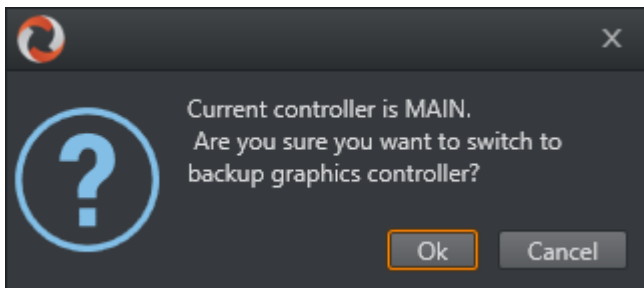 Current controller is MAIN.
Are you sure you want to switch to
backup graphics controller?
Ok
Cancel